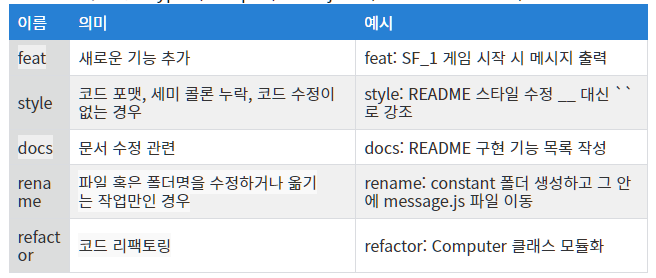 이름 의미 예시
feat 새로운 기능 추가 feat: SF_1 게임 시작 시 메시지 출력
style 코드 포맷, 세미 콜론 누락, 코드 수정이 없는 경우 style: README 스타일 수정 __ 대신 `` 로 강조
docs 문서 수정 관련 docs: README 구현 기능 목록 작성
rename 파일 혹은 폴더명을 수정하거나 옮기는 작업만인 경우 rename: constant 폴더 생성하고 그 안에 message.js 파일 이동
refactor 코드 리팩토링 refactor: Computer 클래스 모듈화